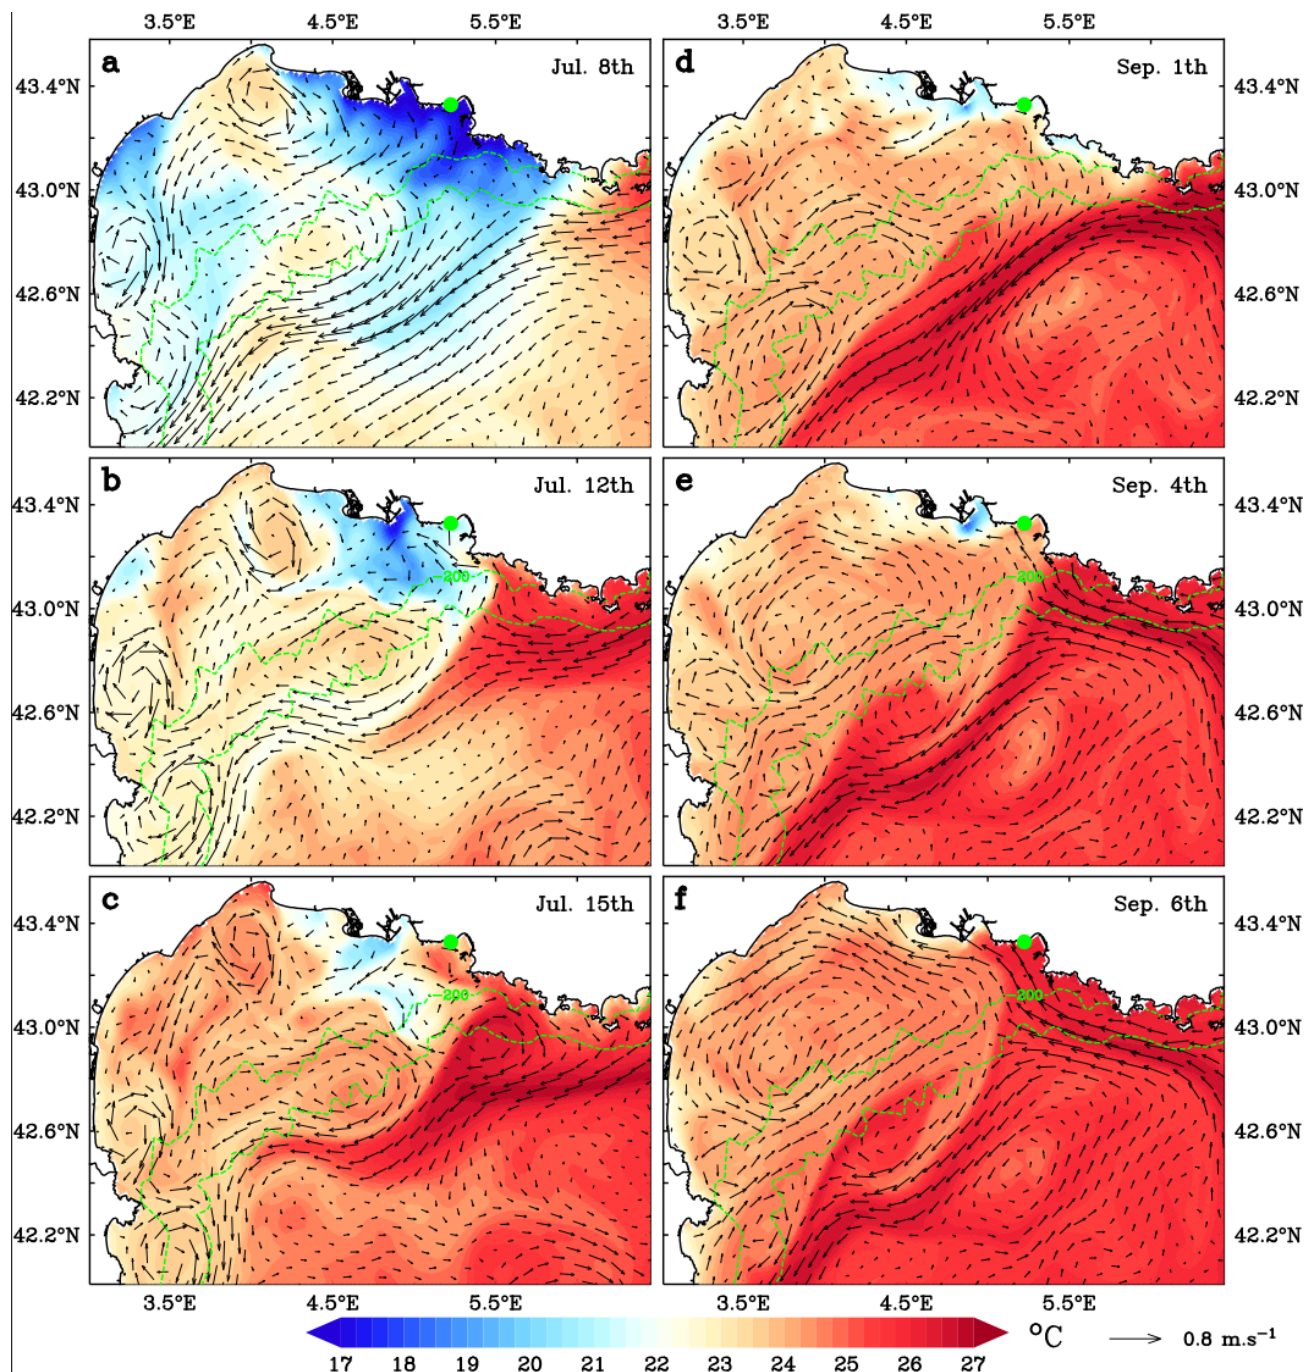 3.5°E 4.5°E 5.5°E 3.5°E 4.5°E 5.5°E
a Jul. 8th
d Sep. 1th
43.4°N 43.4°N
43.0°N 43.0°N
42.6°N 42.6°N
42.2°N 42.2°N
b Jul. 12th
e Sep. 4th
43.4°N 43.4°N
200 200
43.0°N 43.0°N
42.6°N 42.6°N
42.2°N 42.2°N
c Jul. 15th
f Sep. 6th
43.4°N 43.4°N
200 200
43.0°N 43.0°N
42.6°N 42.6°N
42.2°N 42.2°N
3.5°E 4.5°E 5.5°E 3.5°E 4.5°E 5.5°E
°C 0.8 m.s⁻¹
17 18 19 20 21 22 23 24 25 26 27